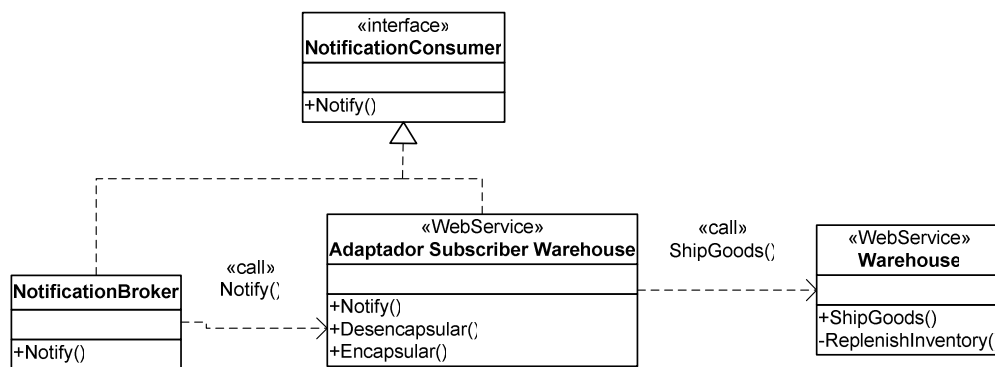 «interface»
NotificationConsumer
+Notify()
«WebService»
Adaptador Subscriber Warehouse
+Notify()
+Desencapsular()
+Encapsular()
«call»
ShipGoods()
«WebService»
Warehouse
+ShipGoods()
-ReplenishInventory(
«call»
Notify()
NotificationBroker
+Notify()